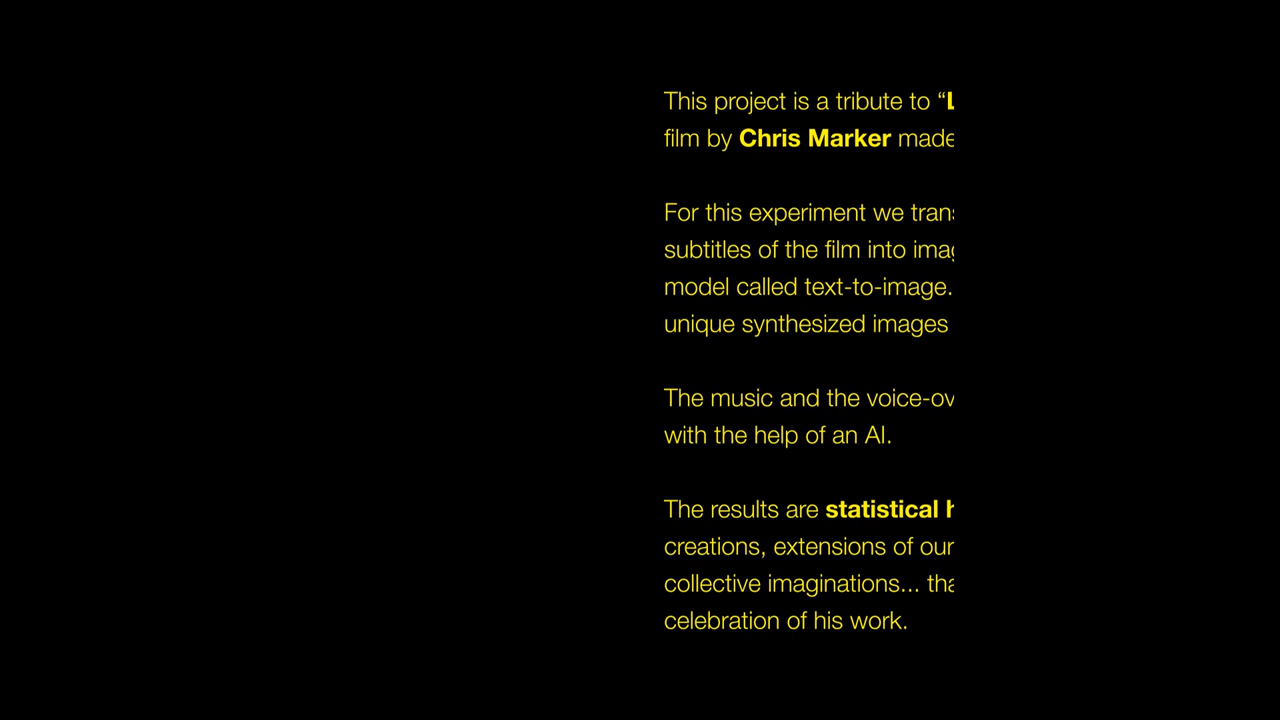 This project is a tribute to “
film by Chris Marker made
For this experiment we
subtitles of the film into
model called text-to-image.
unique synthesized images
The music and the
with the help of an AI.
The results are statistical
creations, extensions of our
collective imaginations...
celebration of his work.